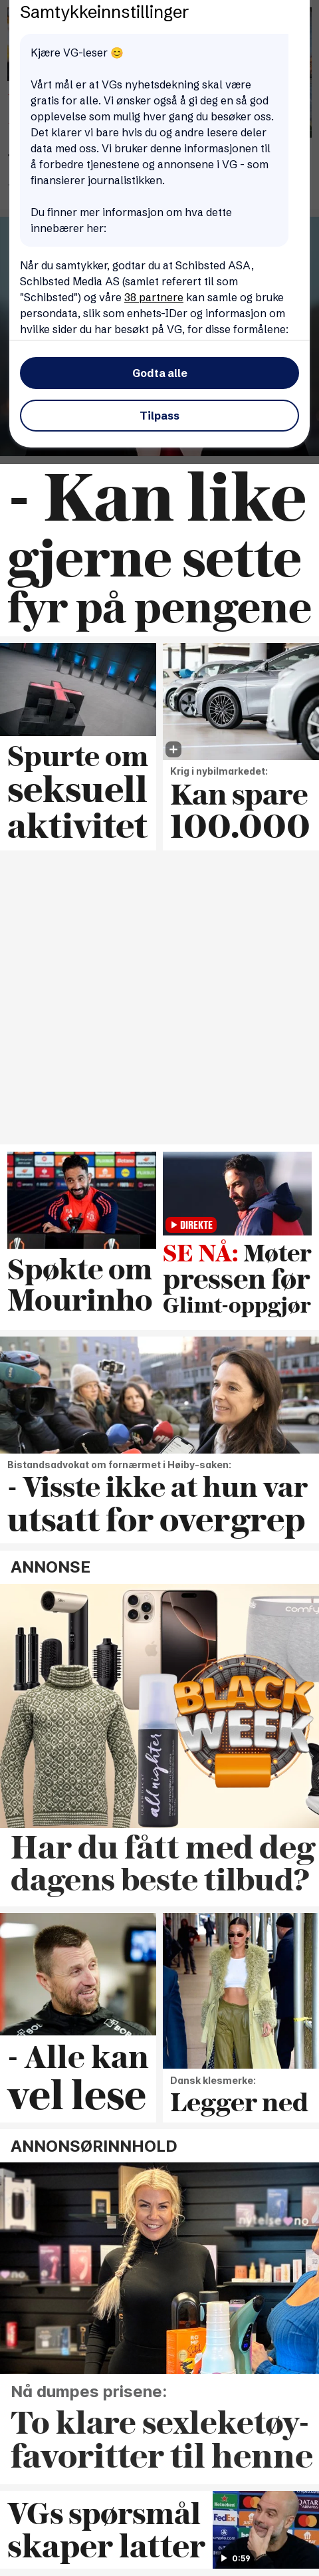 Samtykkeinnstillinger
Kjære VG-leser 😊
Vårt mål er at VGs nyhetsdekning skal være
gratis for alle. Vi ønsker også å gi deg en så god
opplevelse som mulig hver gang du besøker oss.
Det klarer vi bare hvis du og andre lesere deler
data med oss. Vi bruker denne informasjonen til
å forbedre tjenestene og annonsene i VG - som
finansierer journalistikken.
Du finner mer informasjon om hva dette
innebærer her:
Når du samtykker, godtar du at Schibsted ASA,
Schibsted Media AS (samlet referert til som
"Schibsted") og våre 38 partnere kan samle og bruke
persondata, slik som enhets-IDer og informasjon om
hvilke sider du har besøkt på VG, for disse formålene:
Godta alle
Tilpass
- Kan like
gjerne sette
fyr på pengene
Spurte om
seksuell
aktivitet
Krig i nybilmarkedet:
Kan spare
100.000
Spøkte om
Mourinho
DIREKTE
SE NÅ: Møter
pressen før
Glimt-oppgjør
Bistandsadvokat om fornærmet i Høiby-saken:
- Visste ikke at hun var
utsatt for overgrep
ANNONSE
comfy
BLACK
WEEK
all nighter
Har du fått med deg
dagens beste tilbud?
- Alle kan
vel lese
Dansk klesmerke:
Legger ned
ANNONSØRINNHOLD
nytelse no
Nå dumpes prisene:
To klare sexleketøy-
favoritter til henne
VGs spørsmål
skaper latter
Heineken
FedEx
mastercard
QATAR
0:59